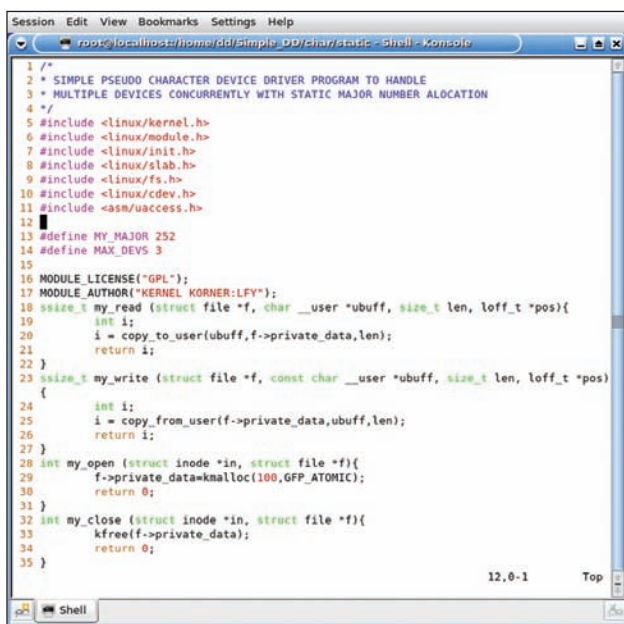 Session Edit View Bookmarks Settings Help
root@localhost:/home/dd/Simple_DD/char/static - Shell - Konsole
1 /*
2 * SIMPLE PSEUDO CHARACTER DEVICE DRIVER PROGRAM TO HANDLE
3 * MULTIPLE DEVICES CONCURRENTLY WITH STATIC MAJOR NUMBER ALOCATION
4 */
5 #include <linux/kernel.h>
6 #include <linux/module.h>
7 #include <linux/init.h>
8 #include <linux/slab.h>
9 #include <linux/fs.h>
10 #include <linux/cdev.h>
11 #include <asm/uaccess.h>
12
13 #define MY_MAJOR 252
14 #define MAX_DEVS 3
15
16 MODULE_LICENSE("GPL");
17 MODULE_AUTHOR("KERNEL KORNER:LFY");
18 ssize_t my_read (struct file *f, char __user *ubuff, size_t len, loff_t *pos){
19 int i;
20 i = copy_to_user(ubuff,f->private_data,len);
21 return i;
22 }
23 ssize_t my_write (struct file *f, const char __user *ubuff, size_t len, loff_t *pos)
{
24 int i;
25 i = copy_from_user(f->private_data,ubuff,len);
26 return i;
27 }
28 int my_open (struct inode *in, struct file *f){
29 f->private_data=kmalloc(100,GFP_ATOMIC);
30 return 0;
31 }
32 int my_close (struct inode *in, struct file *f){
33 kfree(f->private_data);
34 return 0;
35 }
12,0-1 Top
Shell